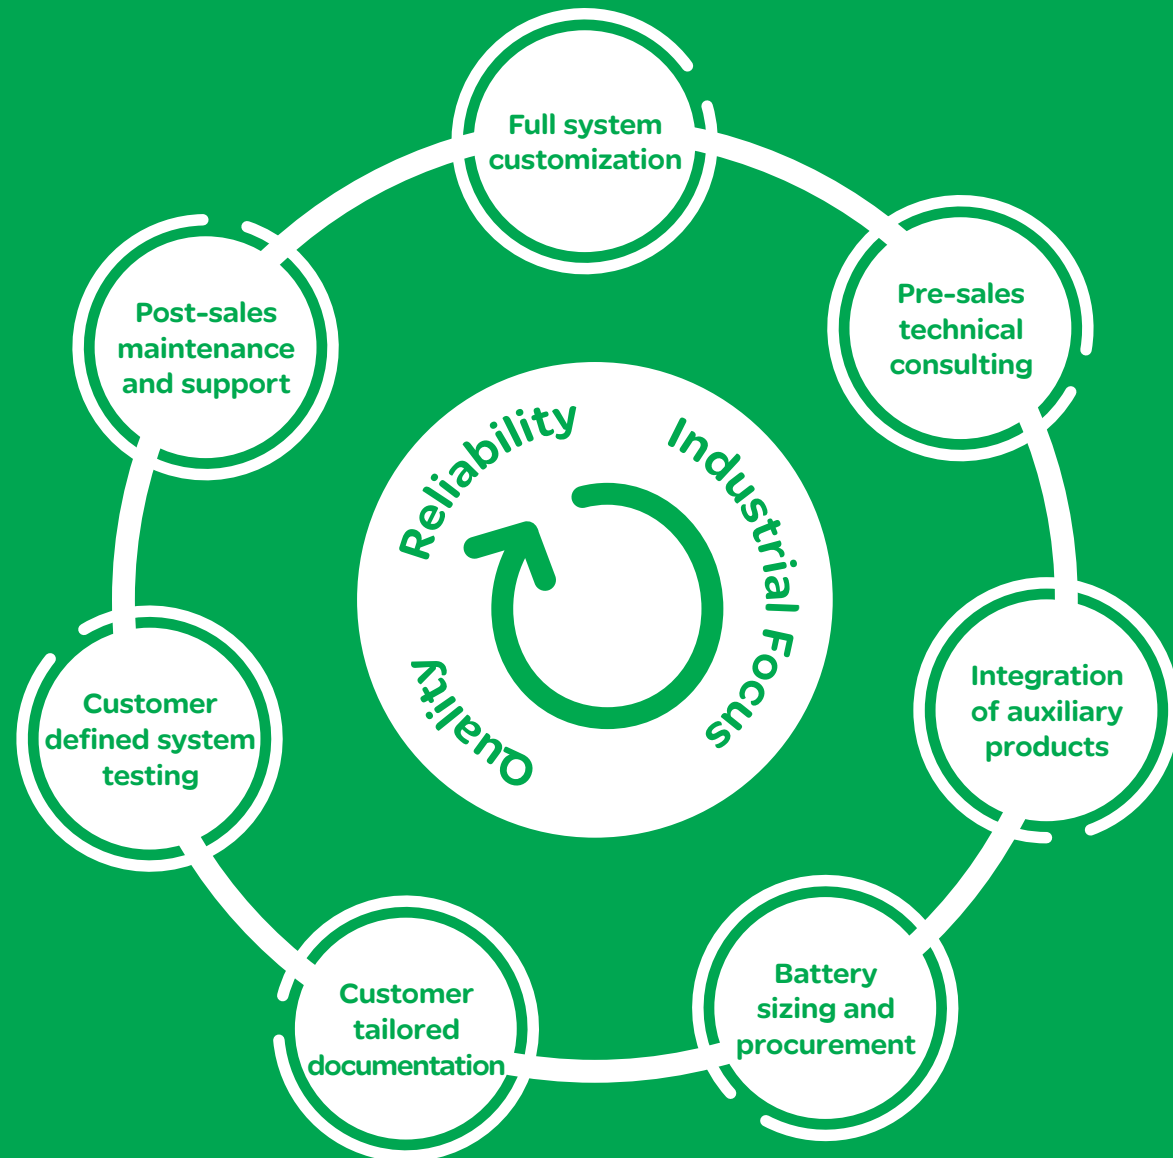 Full system
customization
Pre-sales
technical
consulting
Integration
of auxiliary
products
Battery
sizing and
procurement
Customer
tailored
documentation
Customer
defined system
testing
Post-sales
maintenance
and support
Reliability
Industrial Focus
Quality